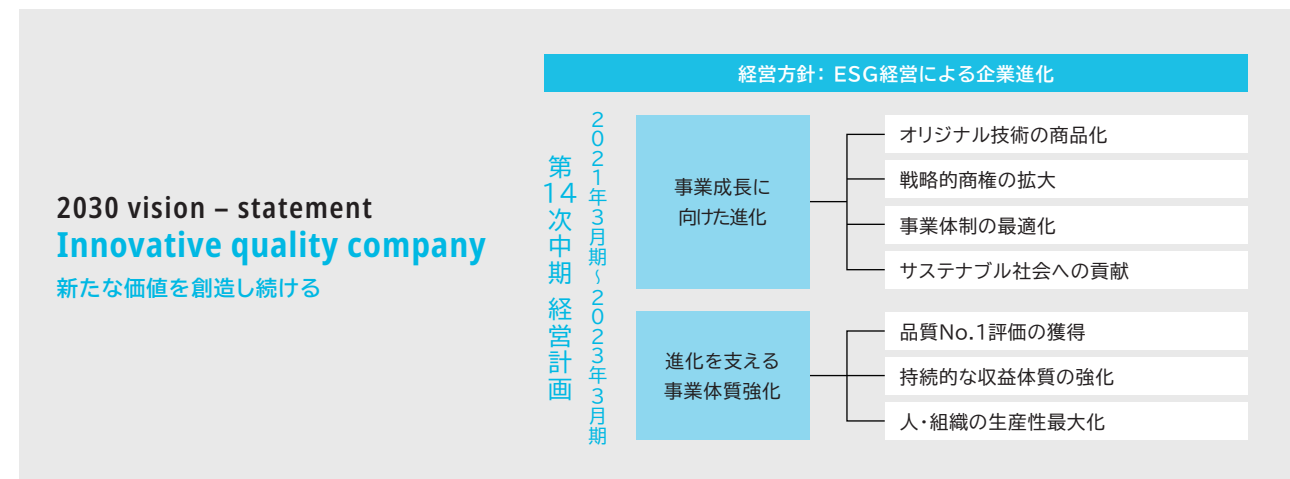 2030 vision – statement
Innovative quality company
新たな価値を創造し続ける
経営方針：ESG経営による企業進化
第14次中期 経営計画
2021年3月期～2023年3月期
事業成長に
向けた進化
オリジナル技術の商品化
戦略的商権の拡大
事業体制の最適化
サステナブル社会への貢献
進化を支える
事業体質強化
品質No.1評価の獲得
持続的な収益体質の強化
人・組織の生産性最大化